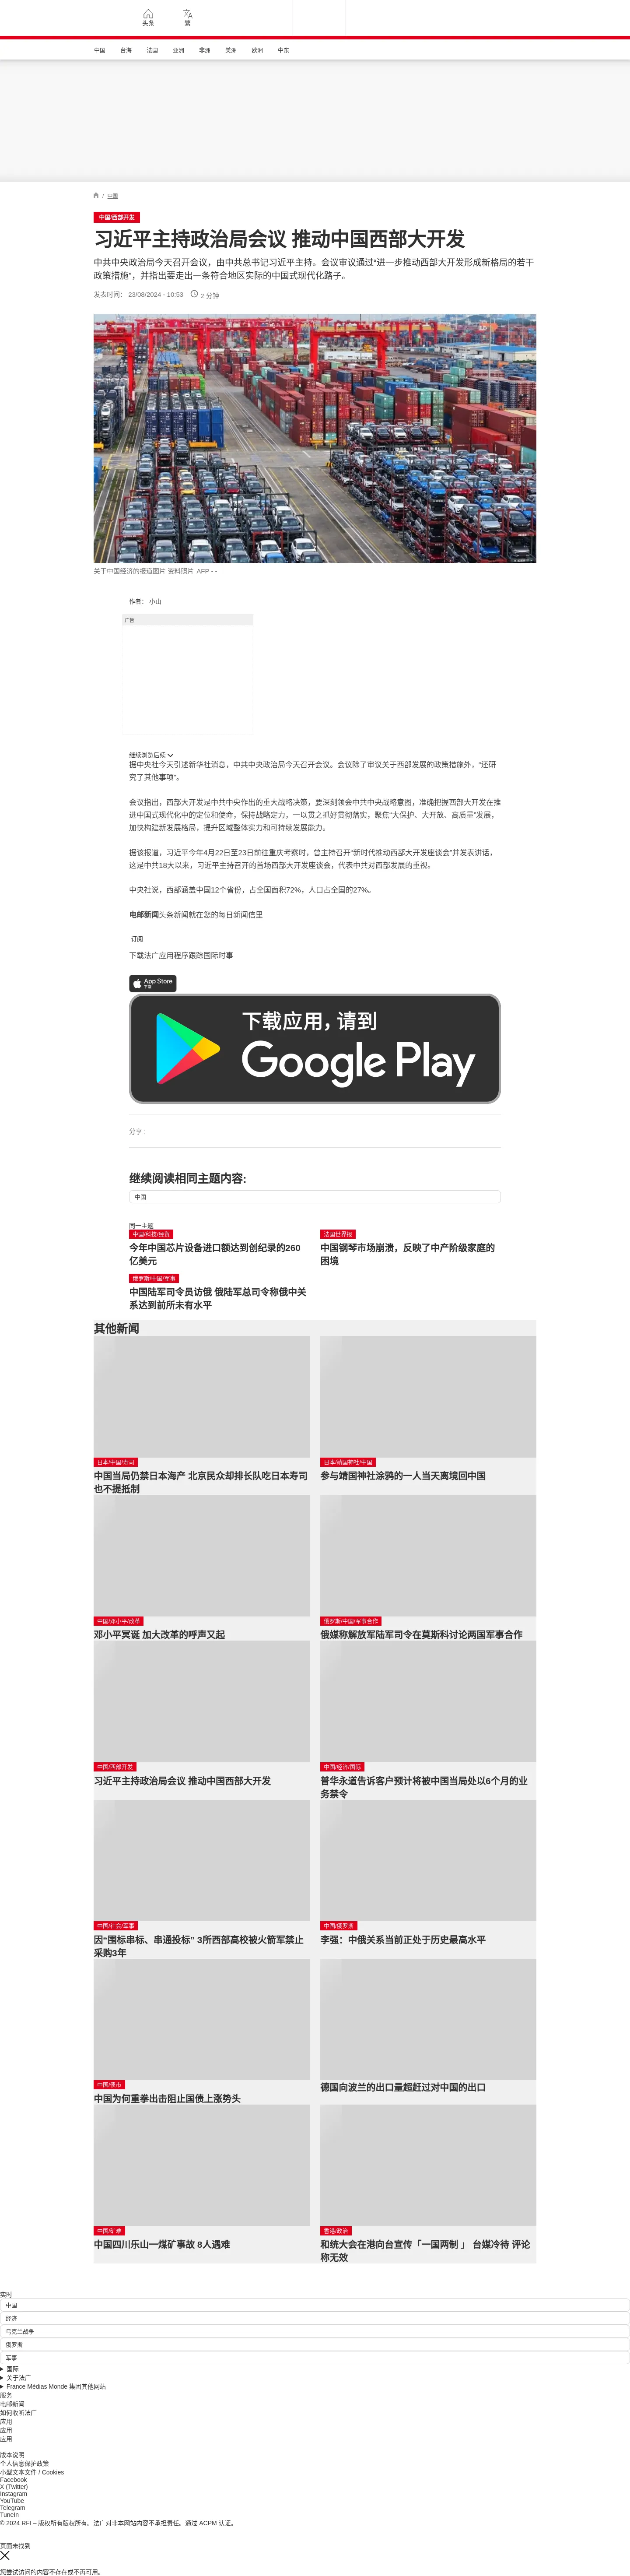 头条
繁
中国
台海
法国
亚洲
非洲
美洲
欧洲
中东
/ 中国
中国/西部开发
习近平主持政治局会议 推动中国西部大开发
中共中央政治局今天召开会议，由中共总书记习近平主持。会议审议通过“进一步推动西部大开发形成新格局的若干
政策措施”，并指出要走出一条符合地区实际的中国式现代化路子。
发表时间： 23/08/2024 - 10:53 2 分钟
关于中国经济的报道图片 资料照片 AFP - -
作者： 小山
广告
继续浏览后续
据中央社今天引述新华社消息，中共中央政治局今天召开会议。会议除了审议关于西部发展的政策措施外，“还研
究了其他事项”。
会议指出，西部大开发是中共中央作出的重大战略决策，要深刻领会中共中央战略意图，准确把握西部大开发在推
进中国式现代化中的定位和使命，保持战略定力，一以贯之抓好贯彻落实，聚焦“大保护、大开放、高质量”发展，
加快构建新发展格局，提升区域整体实力和可持续发展能力。
据该报道，习近平今年4月22日至23日前往重庆考察时，曾主持召开“新时代推动西部大开发座谈会”并发表讲话，
这是中共18大以来，习近平主持召开的首场西部大开发座谈会，代表中共对西部发展的重视。
中央社说，西部涵盖中国12个省份，占全国面积72%，人口占全国的27%。
电邮新闻头条新闻就在您的每日新闻信里
订阅
下载法广应用程序跟踪国际时事
App Store
下载
下载应用，请到
Google Play
分享 :
继续阅读相同主题内容:
中国
同一主题
中国/科技/经贸
今年中国芯片设备进口额达到创纪录的260
亿美元
法国世界报
中国钢琴市场崩溃，反映了中产阶级家庭的
困境
俄罗斯/中国/军事
中国陆军司令员访俄 俄陆军总司令称俄中关
系达到前所未有水平
其他新闻
日本/中国/寿司
中国当局仍禁日本海产 北京民众却排长队吃日本寿司
也不提抵制
日本/靖国神社/中国
参与靖国神社涂鸦的一人当天离境回中国
中国/邓小平/改革
邓小平冥诞 加大改革的呼声又起
俄罗斯/中国/军事合作
俄媒称解放军陆军司令在莫斯科讨论两国军事合作
中国/西部开发
习近平主持政治局会议 推动中国西部大开发
中国/经济/国际
普华永道告诉客户预计将被中国当局处以6个月的业
务禁令
中国/社会/军事
因"围标串标、串通投标" 3所西部高校被火箭军禁止
采购3年
中国/俄罗斯
李强：中俄关系当前正处于历史最高水平
中国/债市
中国为何重拳出击阻止国债上涨势头
德国向波兰的出口量超赶过对中国的出口
中国/矿难
中国四川乐山一煤矿事故 8人遇难
香港/政治
和统大会在港向台宣传「一国两制 」 台媒冷待 评论
称无效
实时
中国
经济
乌克兰战争
俄罗斯
军事
国际
关于法广
France Médias Monde 集团其他网站
服务
电邮新闻
如何收听法广
应用
应用
应用
版本说明
个人信息保护政策
小型文本文件 / Cookies
Facebook
X (Twitter)
Instagram
YouTube
Telegram
TuneIn
© 2024 RFI – 版权所有版权所有。法广对非本网站内容不承担责任。通过 ACPM 认证。
页面未找到
您尝试访问的内容不存在或不再可用。